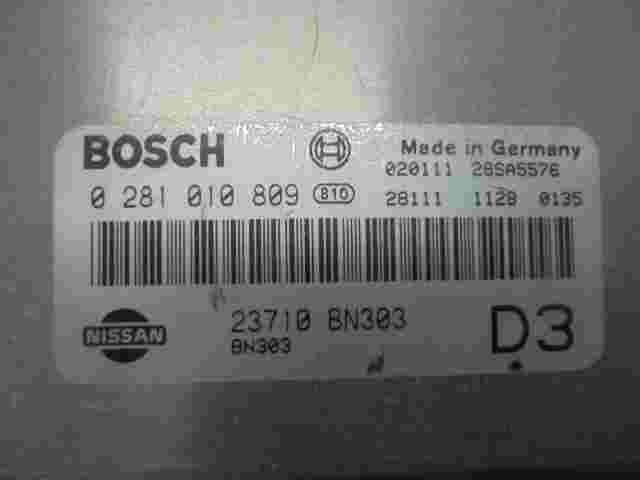 BOSCH
Made in Germany
020111 28SA5576
0 281 010 809 810
28111 1128 0135
NISSAN
23710 BN303
BN303
D3